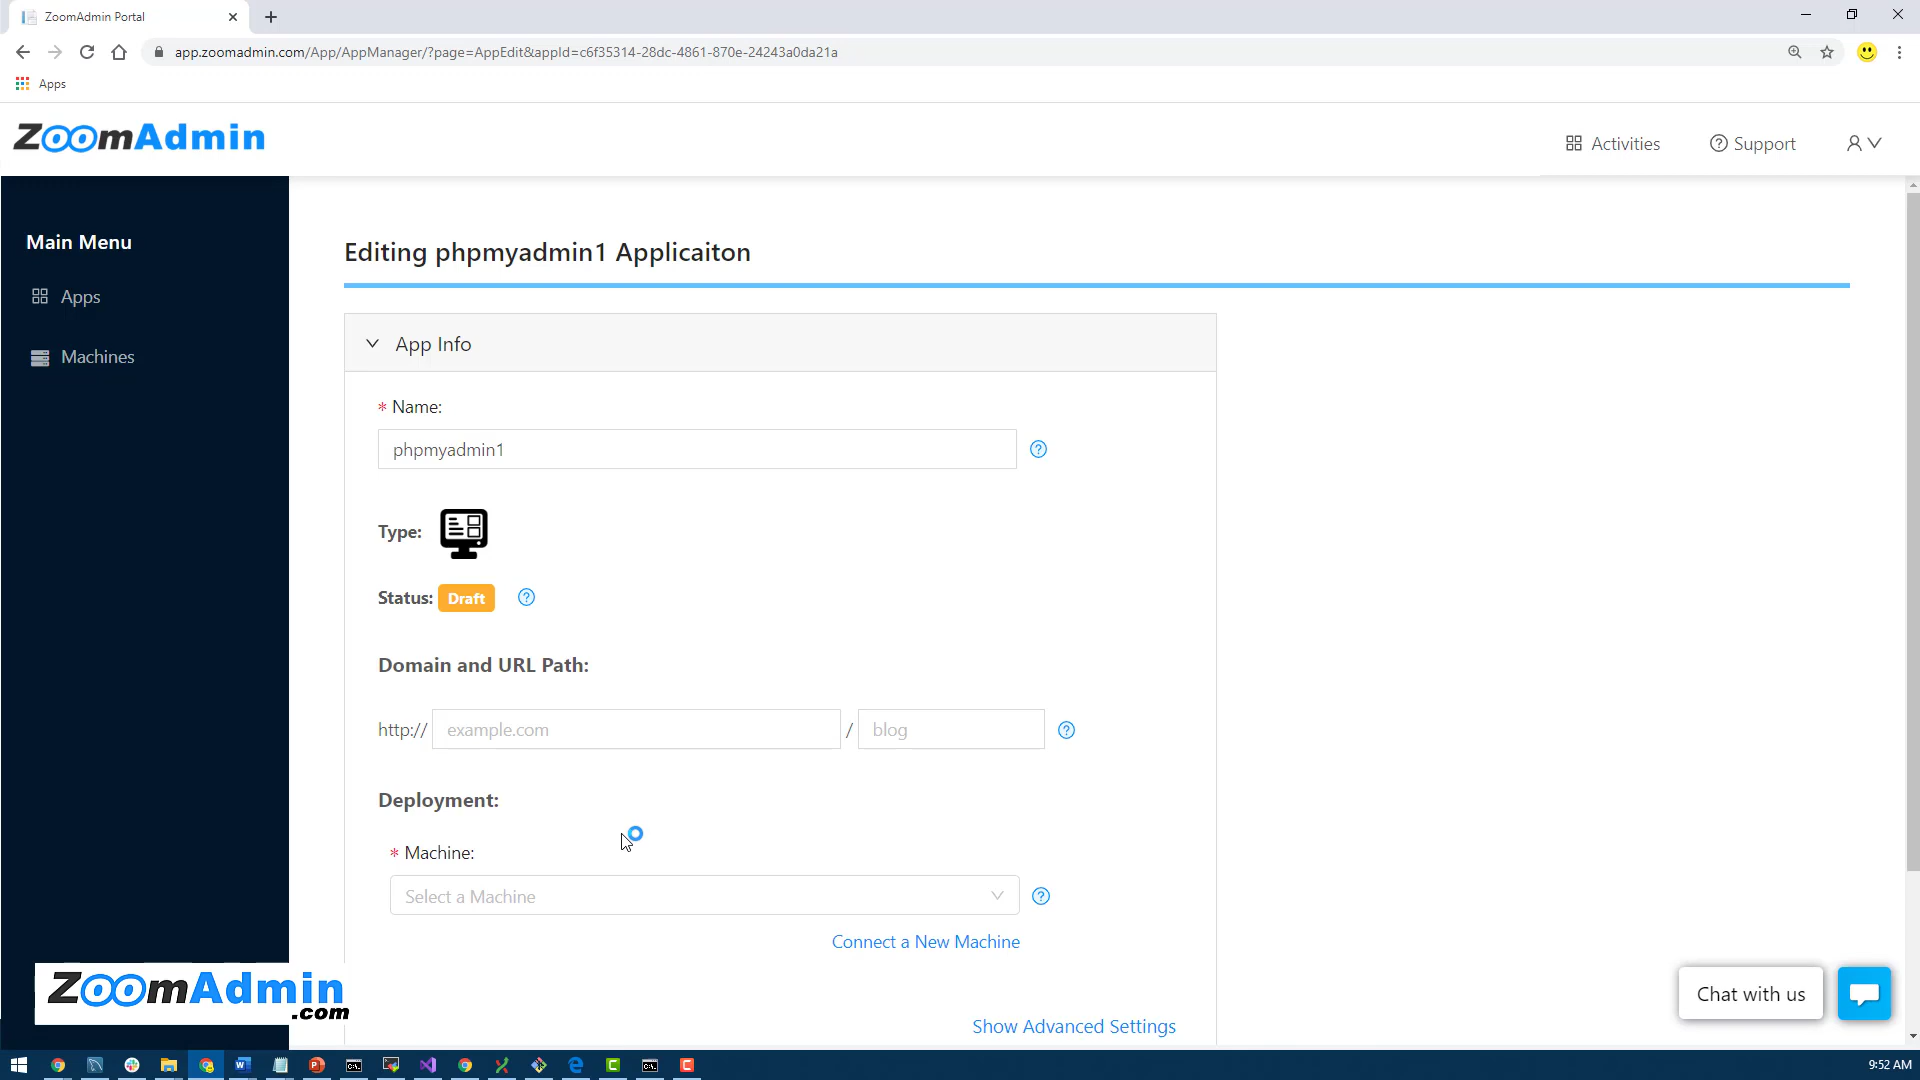 ZoomAdmin Portal
app.zoomadmin.com/App/AppManager/?page=AppEdit&appId=c6f35314-28dc-4861-870e-24243a0da21a
Apps
ZoomAdmin
Activities
Support
Main Menu
Apps
Machines
Editing phpmyadmin1 Applicaiton
App Info
* Name:
phpmyadmin1
Type:
Status: Draft
Domain and URL Path:
http:// example.com / blog
Deployment:
* Machine:
Select a Machine
Connect a New Machine
Show Advanced Settings
ZoomAdmin
.com
Chat with us
9:52 AM